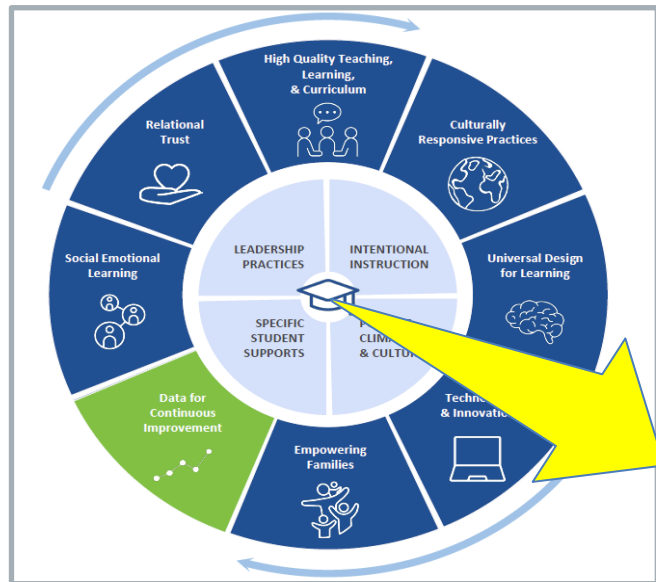 High Quality Teaching,
Learning,
& Curriculum
Culturally
Responsive Practices
Universal Design
for Learning
& Innovation
Empowering
Families
Data for
Continuous
Improvement
Social Emotional
Learning
Relational
Trust
LEADERSHIP
PRACTICES
INTENTIONAL
INSTRUCTION
SPECIFIC
STUDENT
SUPPORTS
& CULTU